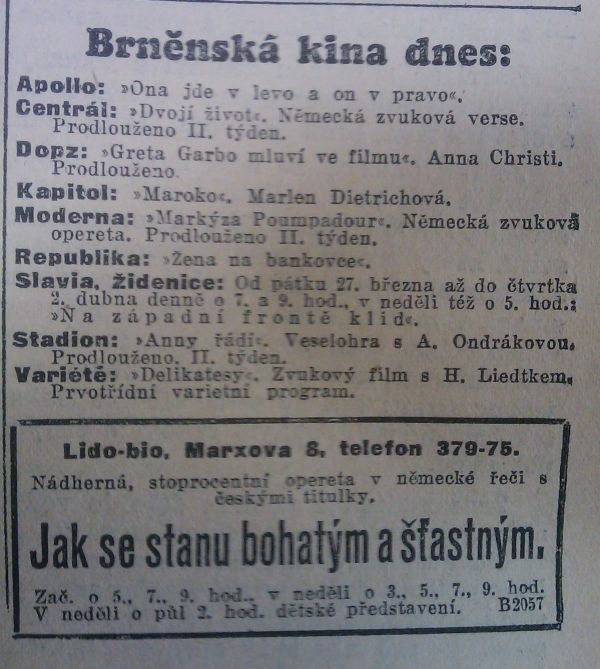 Brněnská kina dnes:
Apollo: »Ona jde v levo a on v pravo«.
Centrál: »Dvojí život«. Německá zvuková verse.
Prodlouženo II. týden.
Dopz: »Greta Garbo mluví ve filmu«. Anna Christi.
Prodlouženo.
Kapitol: »Maroko«. Marlen Dietrichová.
Moderna: »Markýza Poumpadour«. Německá zvuková
opereta. Prodlouženo II. týden.
Republika: »Žena na bankovce«.
Slavia, Židenice: Od pátku 27. března až do čtvrtka
2. dubna denně o 7. a 9. hod., v neděli též o 5. hod.:
»Na západní frontě klid«.
Stadion: »Anny řádí«. Veselohra s A. Ondrákovou.
Prodlouženo. II. týden.
Varieté: »Delikatesy«. Zvukový film s H. Liedtkem.
Prvotřídní varietní program.
Lido-bio, Marxova 8, telefon 379-75.
Nádherná, stoprocentní opereta v německé řeči s
českými titulky.
Jak se stanu bohatým a šťastným.
Zač. o 5., 7., 9. hod., v neděli o 3., 5., 7., 9. hod.
V neděli o půl 2. hod. dětské představení. B2057